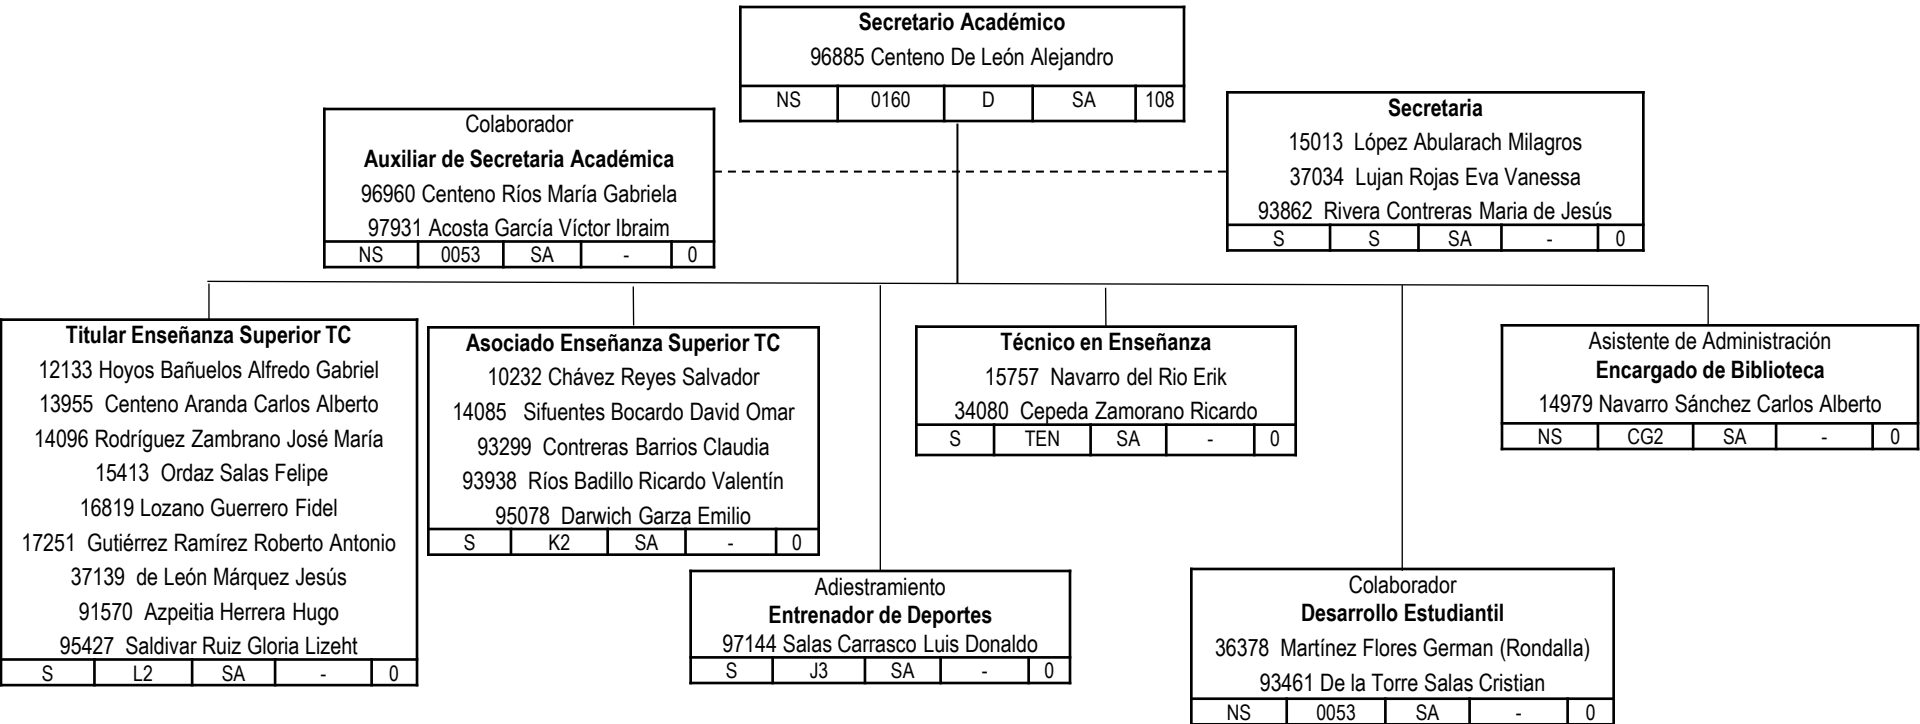 Secretario Académico
96885 Centeno De León Alejandro
NS 0160 D SA 108
Colaborador
Auxiliar de Secretaria Académica
96960 Centeno Ríos María Gabriela
97931 Acosta García Víctor Ibraim
NS 0053 SA - 0
Secretaria
15013 López Abularach Milagros
37034 Lujan Rojas Eva Vanessa
93862 Rivera Contreras Maria de Jesús
S S SA - 0
Titular Enseñanza Superior TC
12133 Hoyos Bañuelos Alfredo Gabriel
13955 Centeno Aranda Carlos Alberto
14096 Rodríguez Zambrano José María
15413 Ordaz Salas Felipe
16819 Lozano Guerrero Fidel
17251 Gutiérrez Ramírez Roberto Antonio
37139 de León Márquez Jesús
91570 Azpeitia Herrera Hugo
95427 Saldivar Ruiz Gloria Lizeht
S L2 SA - 0
Asociado Enseñanza Superior TC
10232 Chávez Reyes Salvador
14085 Sifuentes Bocardo David Omar
93299 Contreras Barrios Claudia
93938 Ríos Badillo Ricardo Valentín
95078 Darwich Garza Emilio
S K2 SA - 0
Adiestramiento
Entrenador de Deportes
97144 Salas Carrasco Luis Donaldo
S J3 SA - 0
Técnico en Enseñanza
15757 Navarro del Rio Erik
34080 Cepeda Zamorano Ricardo
S TEN SA - 0
Colaborador
Desarrollo Estudiantil
36378 Martínez Flores German (Rondalla)
93461 De la Torre Salas Cristian
NS 0053 SA - 0
Asistente de Administración
Encargado de Biblioteca
14979 Navarro Sánchez Carlos Alberto
NS CG2 SA - 0